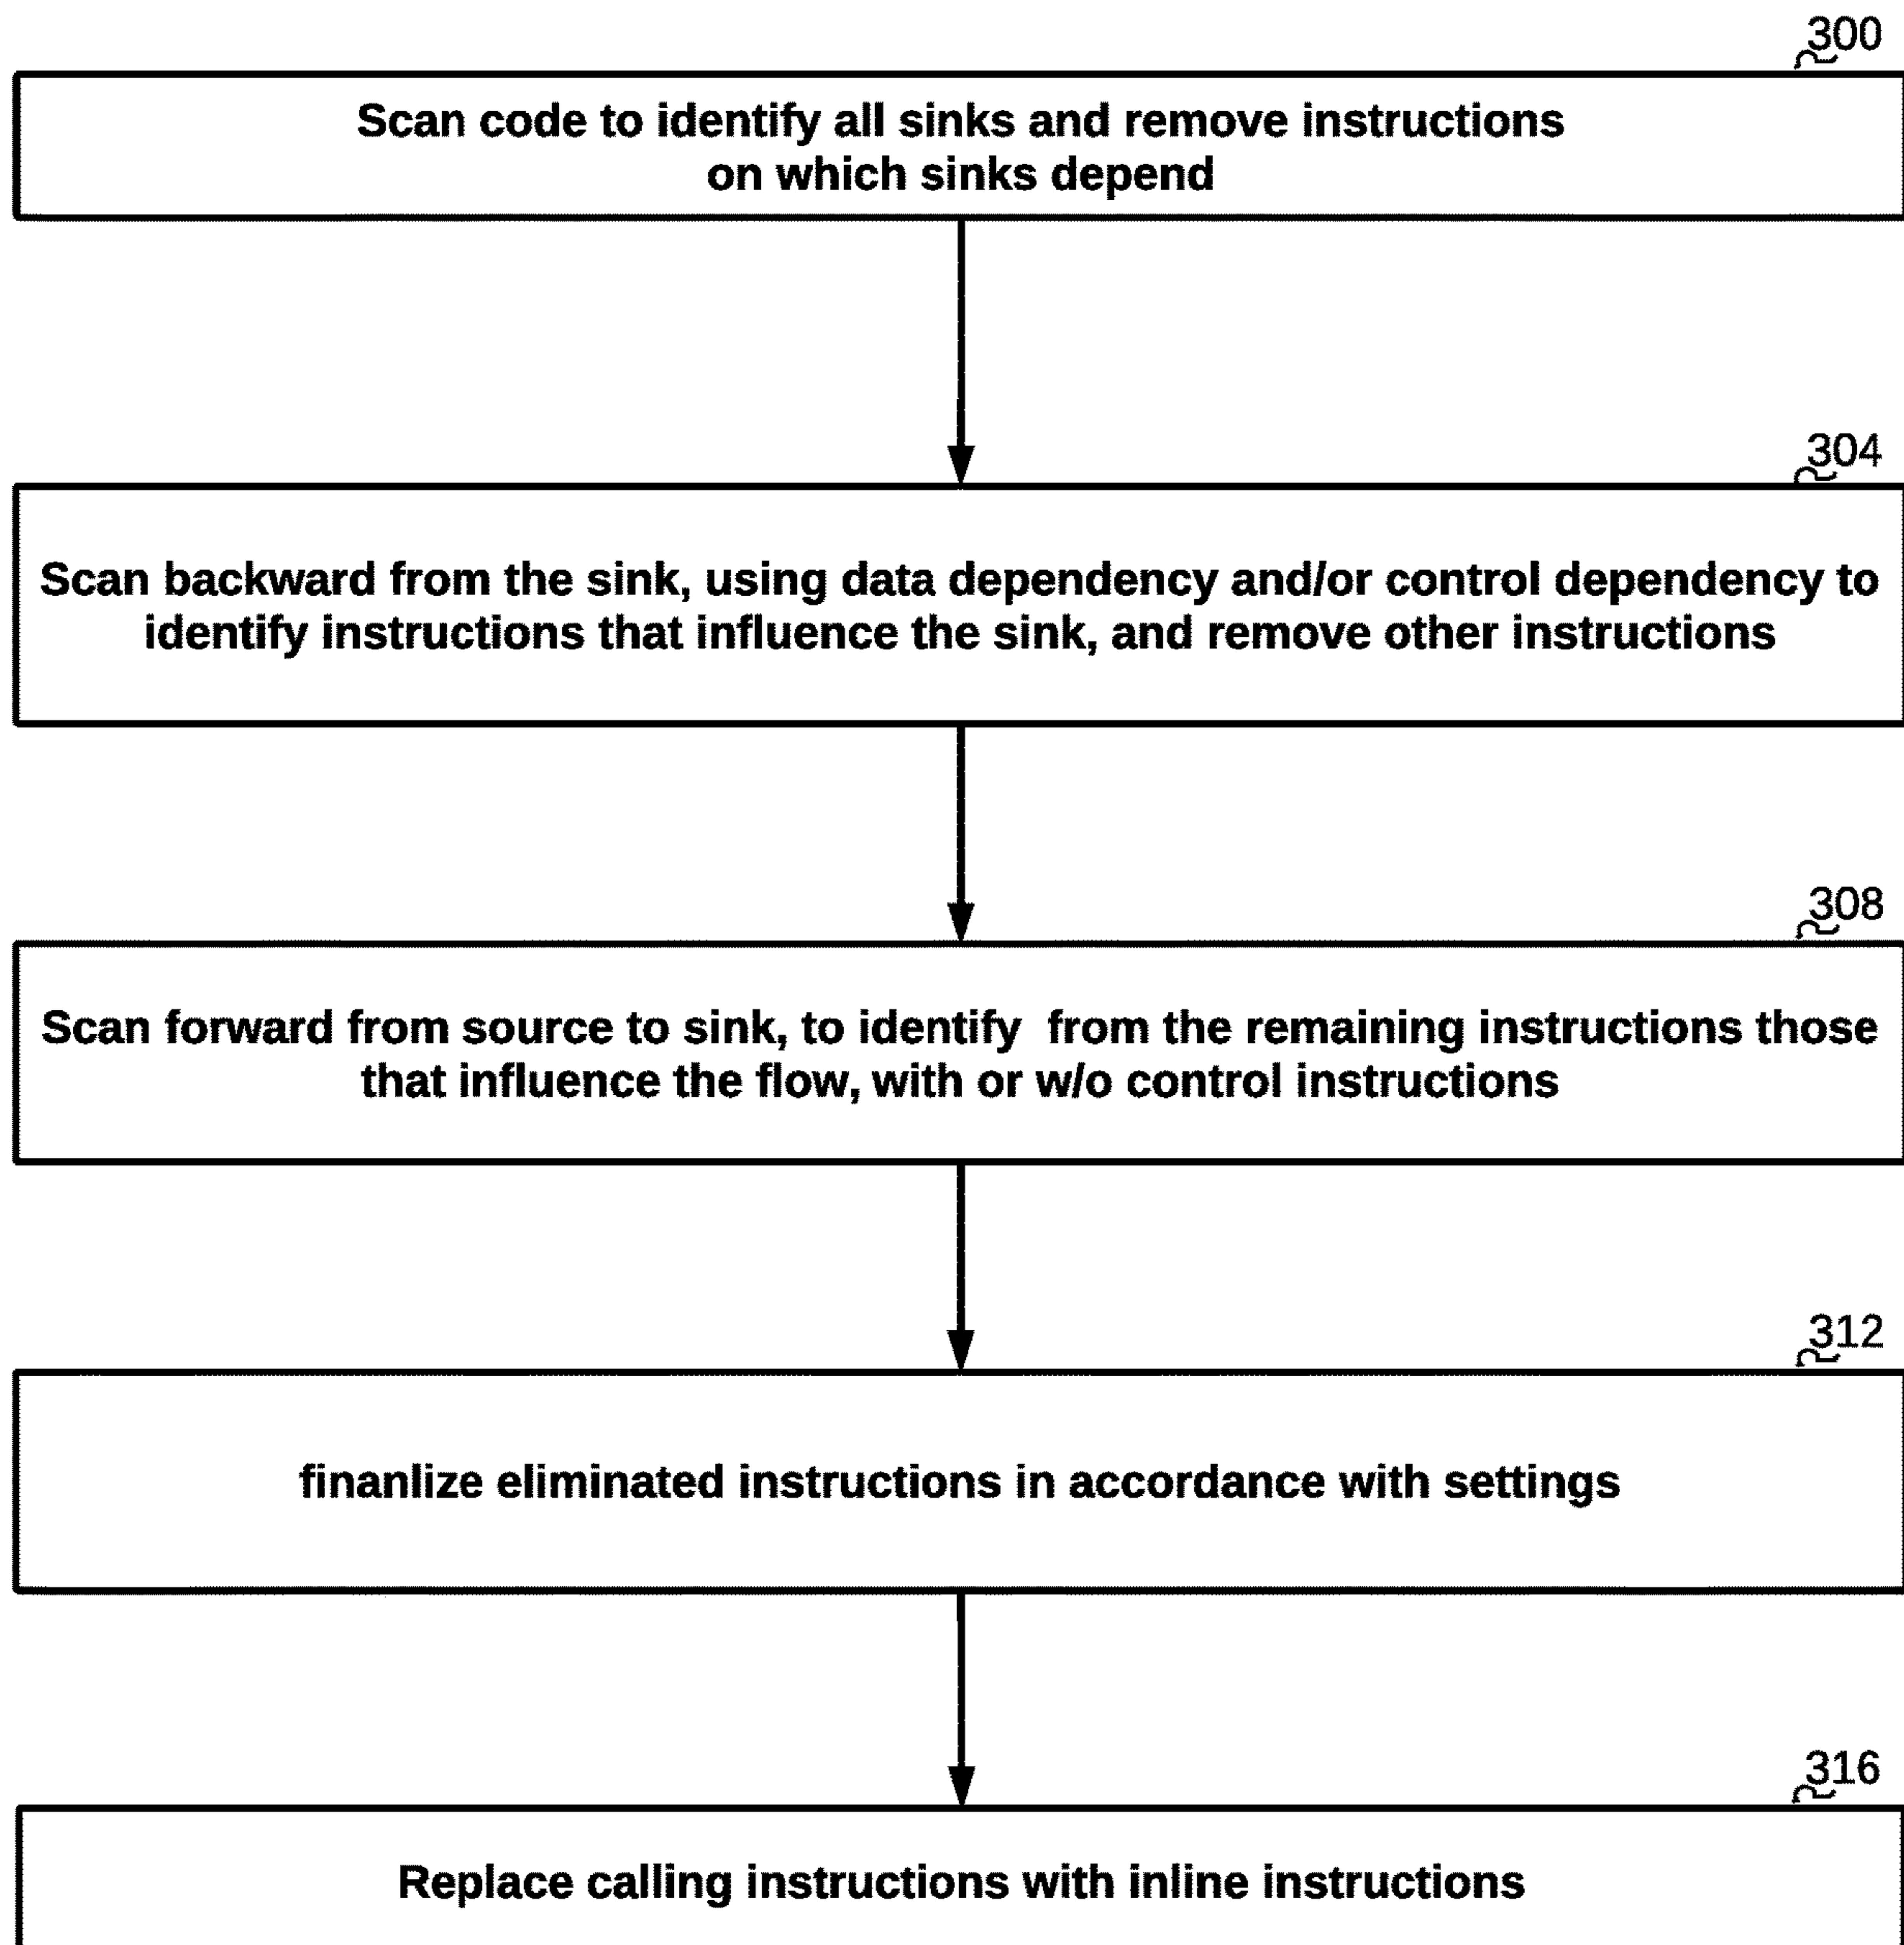 300
Scan code to identify all sinks and remove instructions
on which sinks depend
304
Scan backward from the sink, using data dependency and/or control dependency to
identify instructions that influence the sink, and remove other instructions
308
Scan forward from source to sink, to identify  from the remaining instructions those
that influence the flow, with or w/o control instructions
312
finanlize eliminated instructions in accordance with settings
316
Replace calling instructions with inline instructions